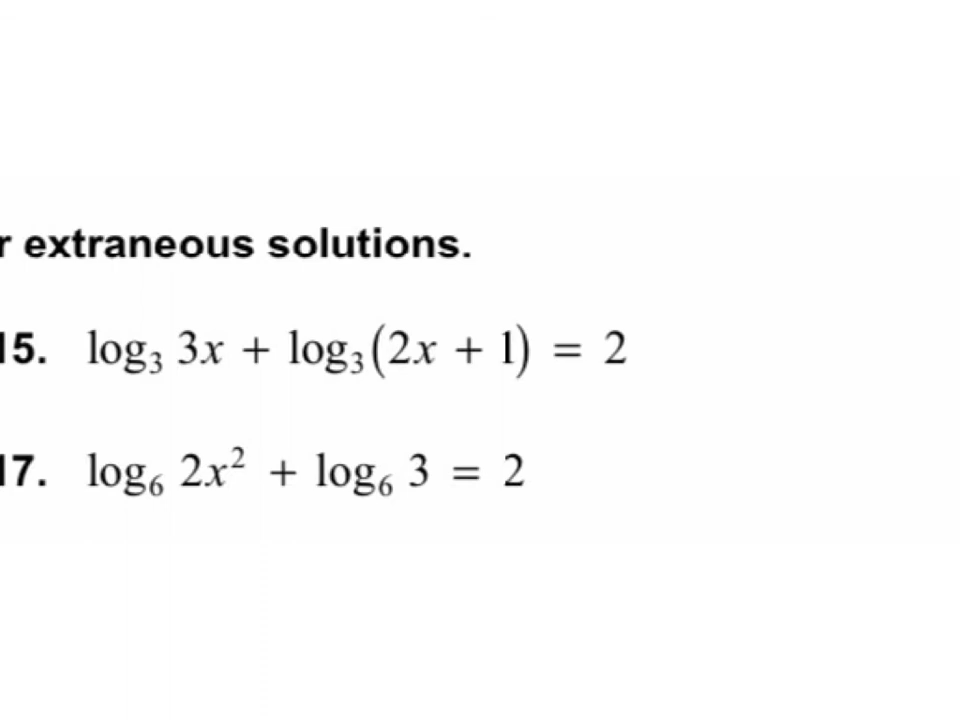 r extraneous solutions.
15. log₃ 3x + log₃(2x + 1) = 2
17. log₆ 2x² + log₆ 3 = 2